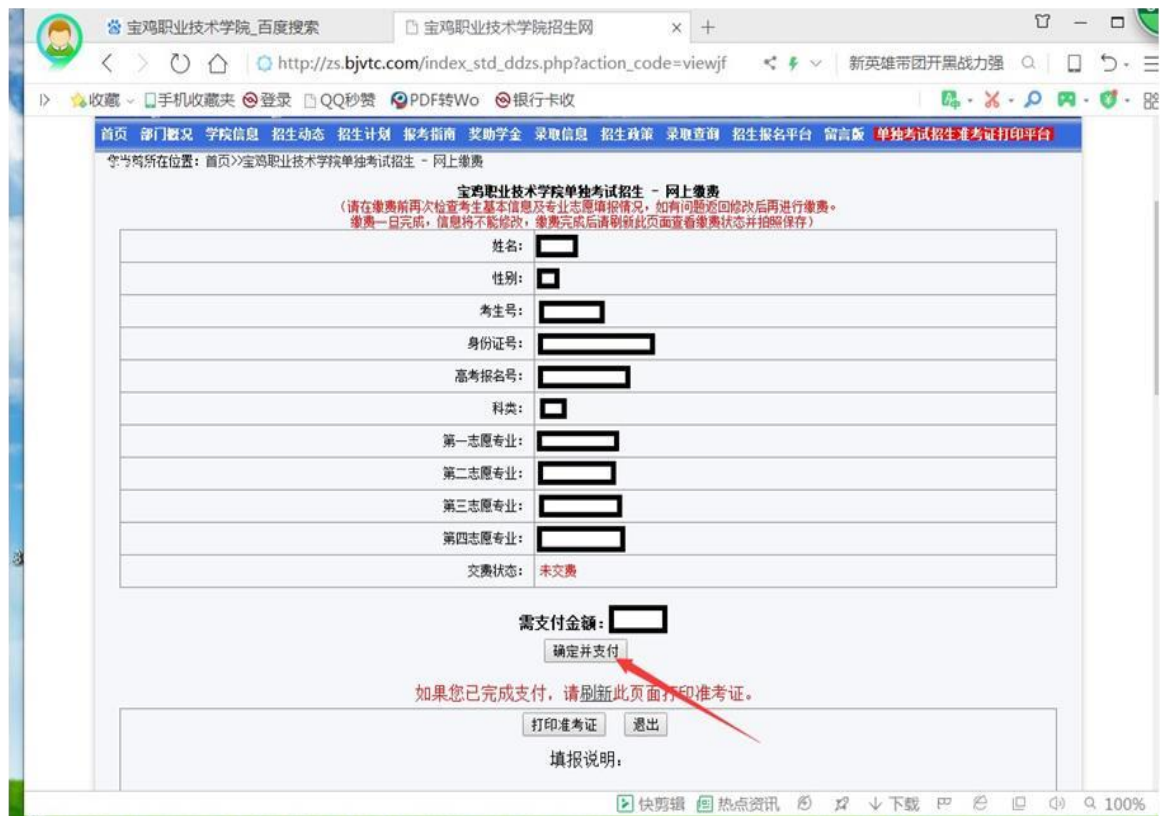 宝鸡职业技术学院_百度搜索
宝鸡职业技术学院招生网
http://zs.bjvtc.com/index_std_ddzs.php?action_code=viewjf
新英雄带团开黑战力强
收藏 手机收藏夹 登录 QQ秒赞 PDF转Wo 银行卡收
首页 部门概况 学院信息 招生动态 招生计划 报考指南 奖助学金 录取信息 招生政策 录取查询 招生报名平台 留言版 单独考试招生准考证打印平台
您当前所在位置：首页>>宝鸡职业技术学院单独考试招生 - 网上缴费
宝鸡职业技术学院单独考试招生 - 网上缴费
（请在缴费前再次检查考生基本信息及专业志愿填报情况，如有问题返回修改后再进行缴费。
缴费一旦完成，信息将不能修改，缴费完成后请刷新此页面查看缴费状态并拍照保存）
姓名：
性别：
考生号：
身份证号：
高考报名号：
科类：
第一志愿专业：
第二志愿专业：
第三志愿专业：
第四志愿专业：
交费状态： 未交费
需支付金额：
确定并支付
如果您已完成支付，请刷新此页面打印准考证。
打印准考证 退出
填报说明：
快剪辑 热点资讯 下载 100%